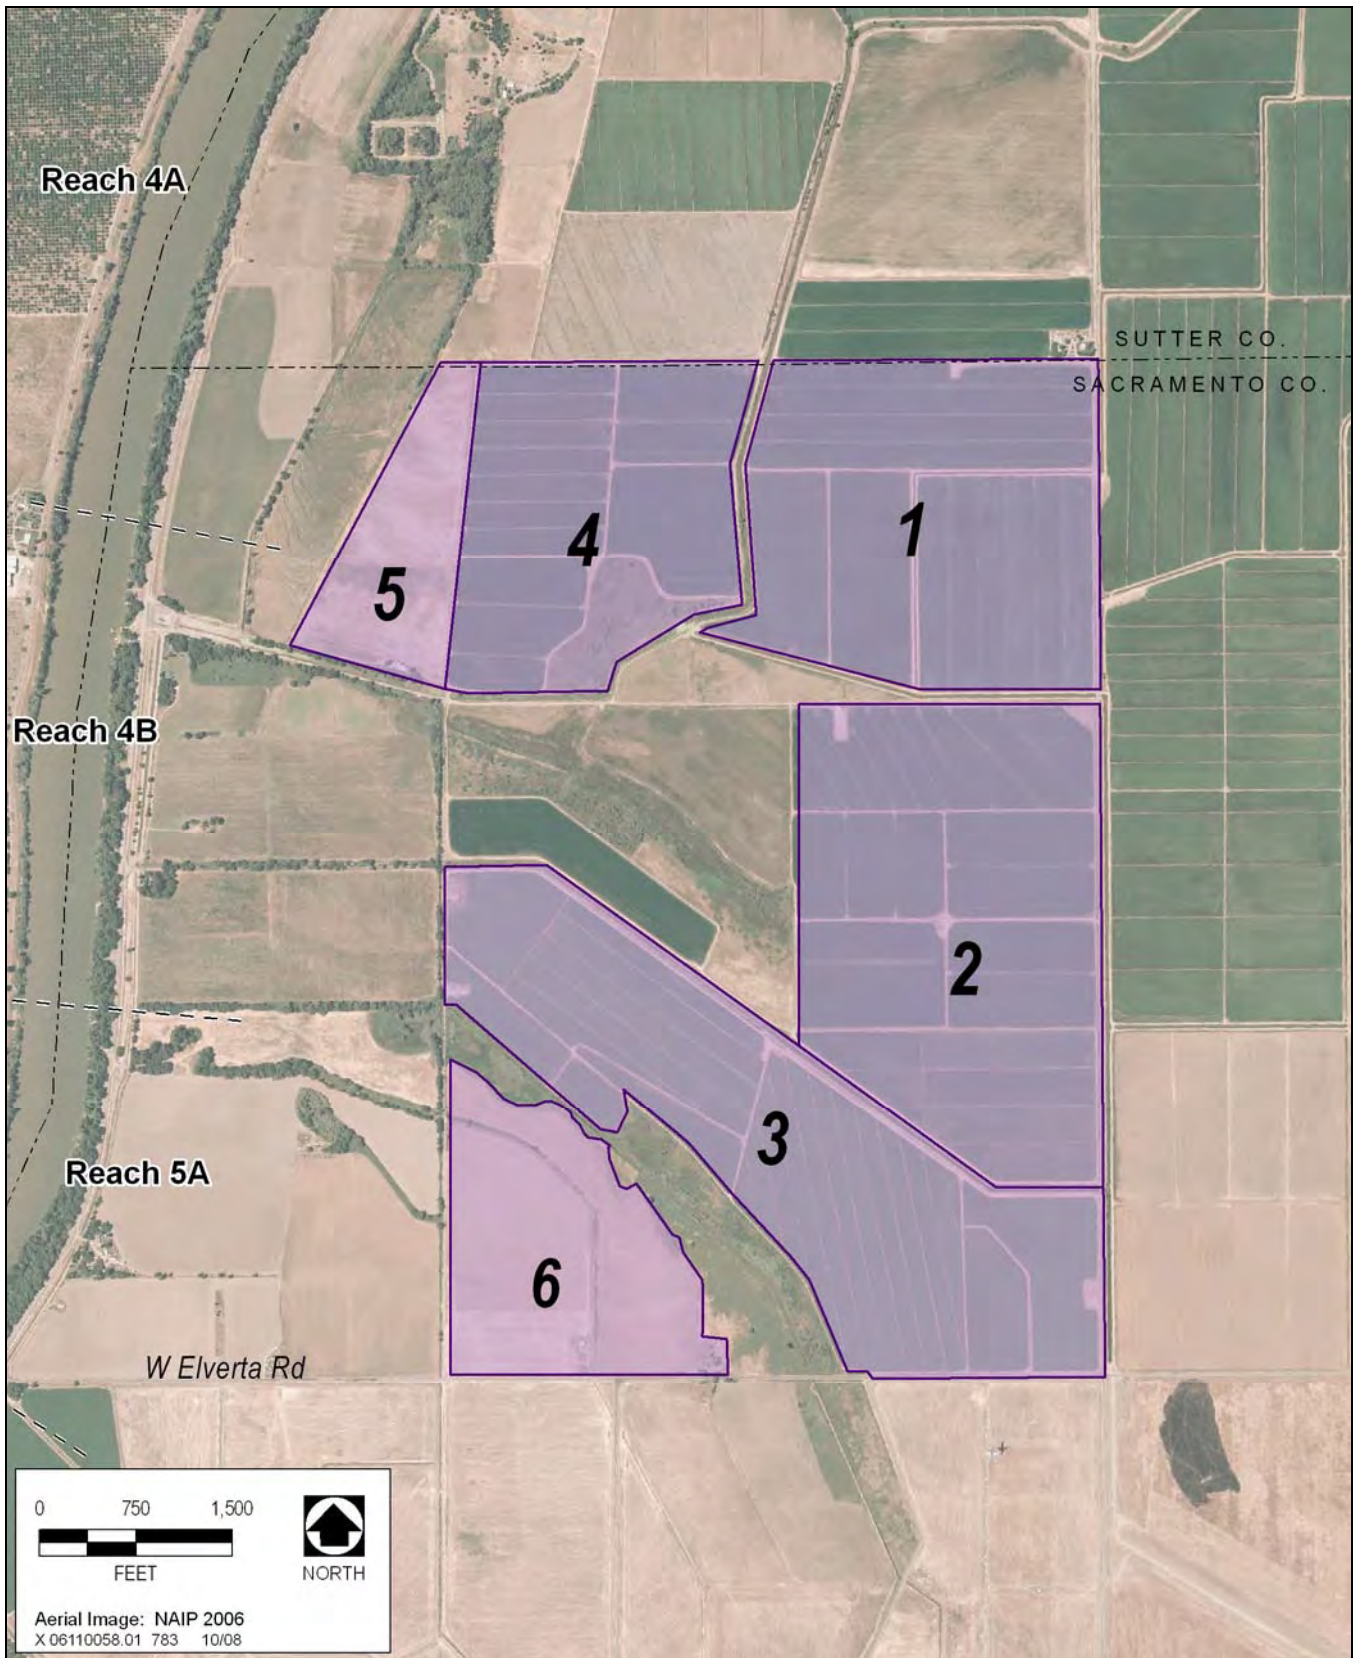 Reach 4A
SUTTER CO.
SACRAMENTO CO.
1
4
5
Reach 4B
2
3
Reach 5A
6
W Elverta Rd
0 750 1,500
FEET
NORTH
Aerial Image: NAIP 2006
X 06110058.01 783 10/08